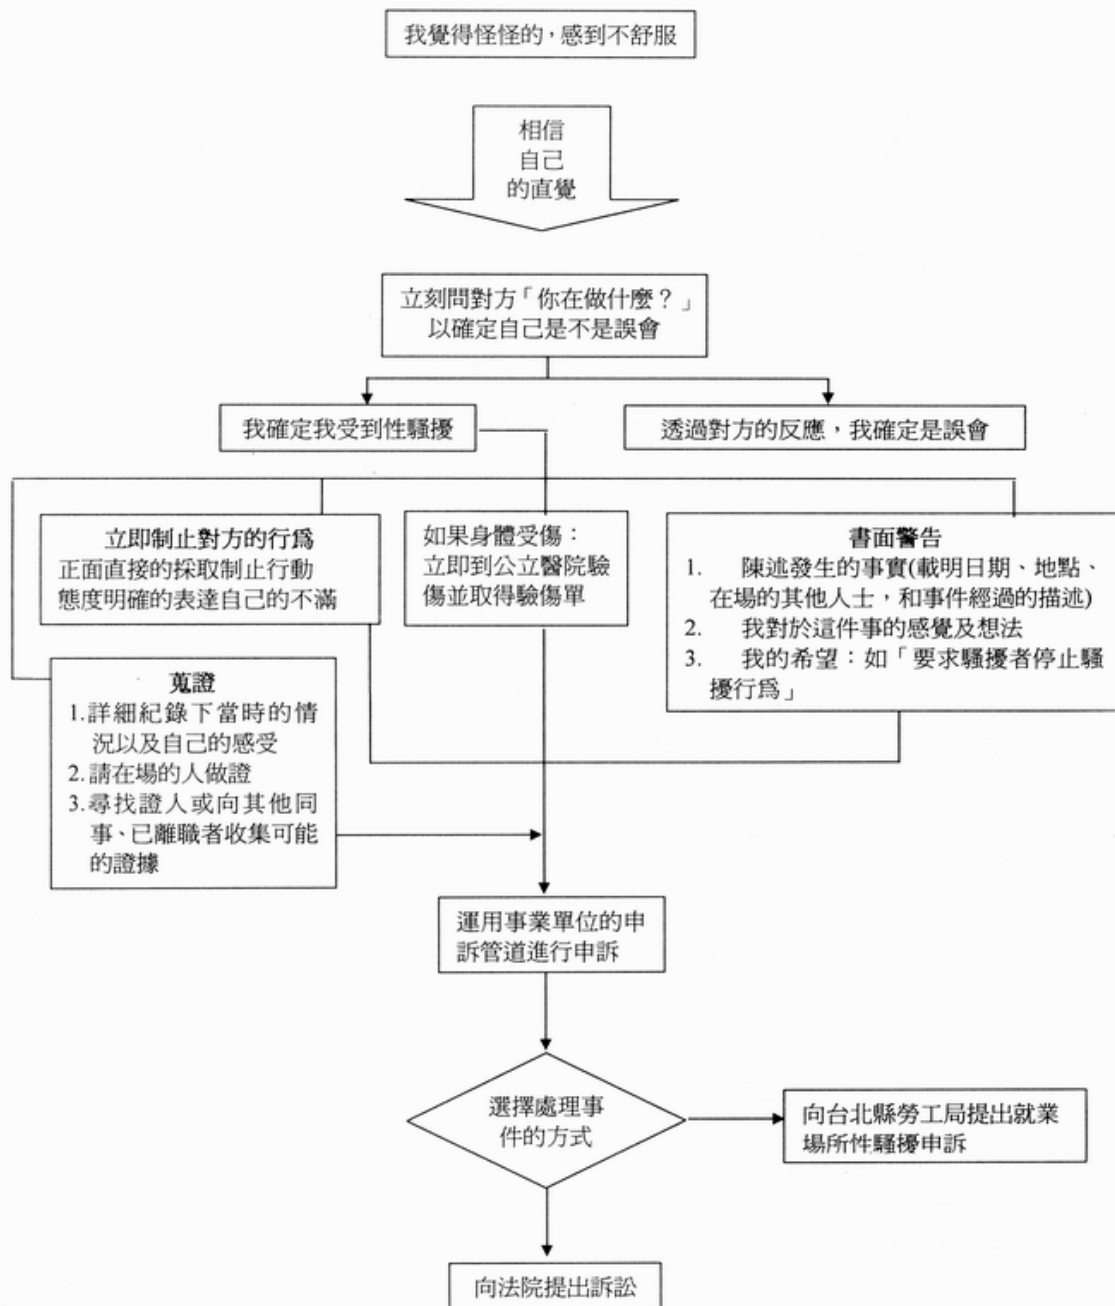 我覺得怪怪的，感到不舒服
相信
自己
的直覺
立刻問對方「你在做什麼？」
以確定自己是不是誤會
我確定我受到性騷擾
透過對方的反應，我確定是誤會
立即制止對方的行為
正面直接的採取制止行動
態度明確的表達自己的不滿
如果身體受傷：
立即到公立醫院驗
傷並取得驗傷單
書面警告
1. 陳述發生的事實(載明日期、地點、
在場的其他人士，和事件經過的描述)
2. 我對於這件事的感覺及想法
3. 我的希望：如「要求騷擾者停止騷
擾行為」
蒐證
1.詳細紀錄下當時的情
況以及自己的感受
2.請在場的人做證
3.尋找證人或向其他同
事、已離職者收集可能
的證據
運用事業單位的申
訴管道進行申訴
選擇處理事
件的方式
向台北縣勞工局提出就業
場所性騷擾申訴
向法院提出訴訟